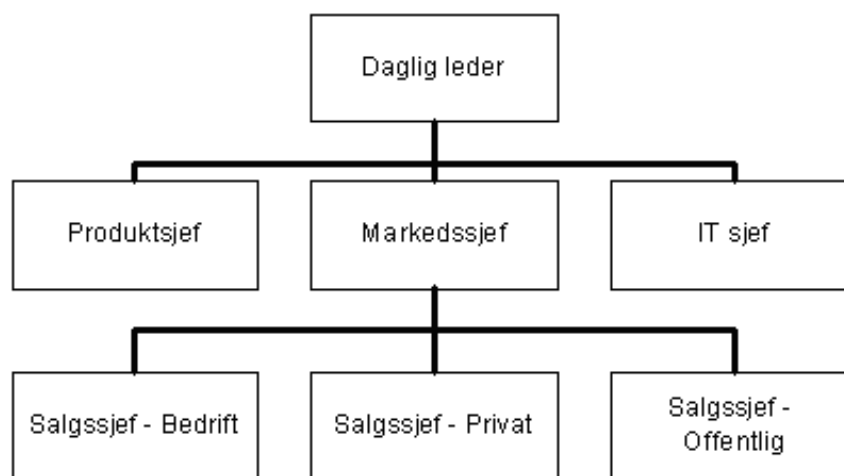 Daglig leder
Produktsjef
Markedssjef
IT sjef
Salgssjef - Bedrift
Salgssjef - Privat
Salgssjef -
Offentlig